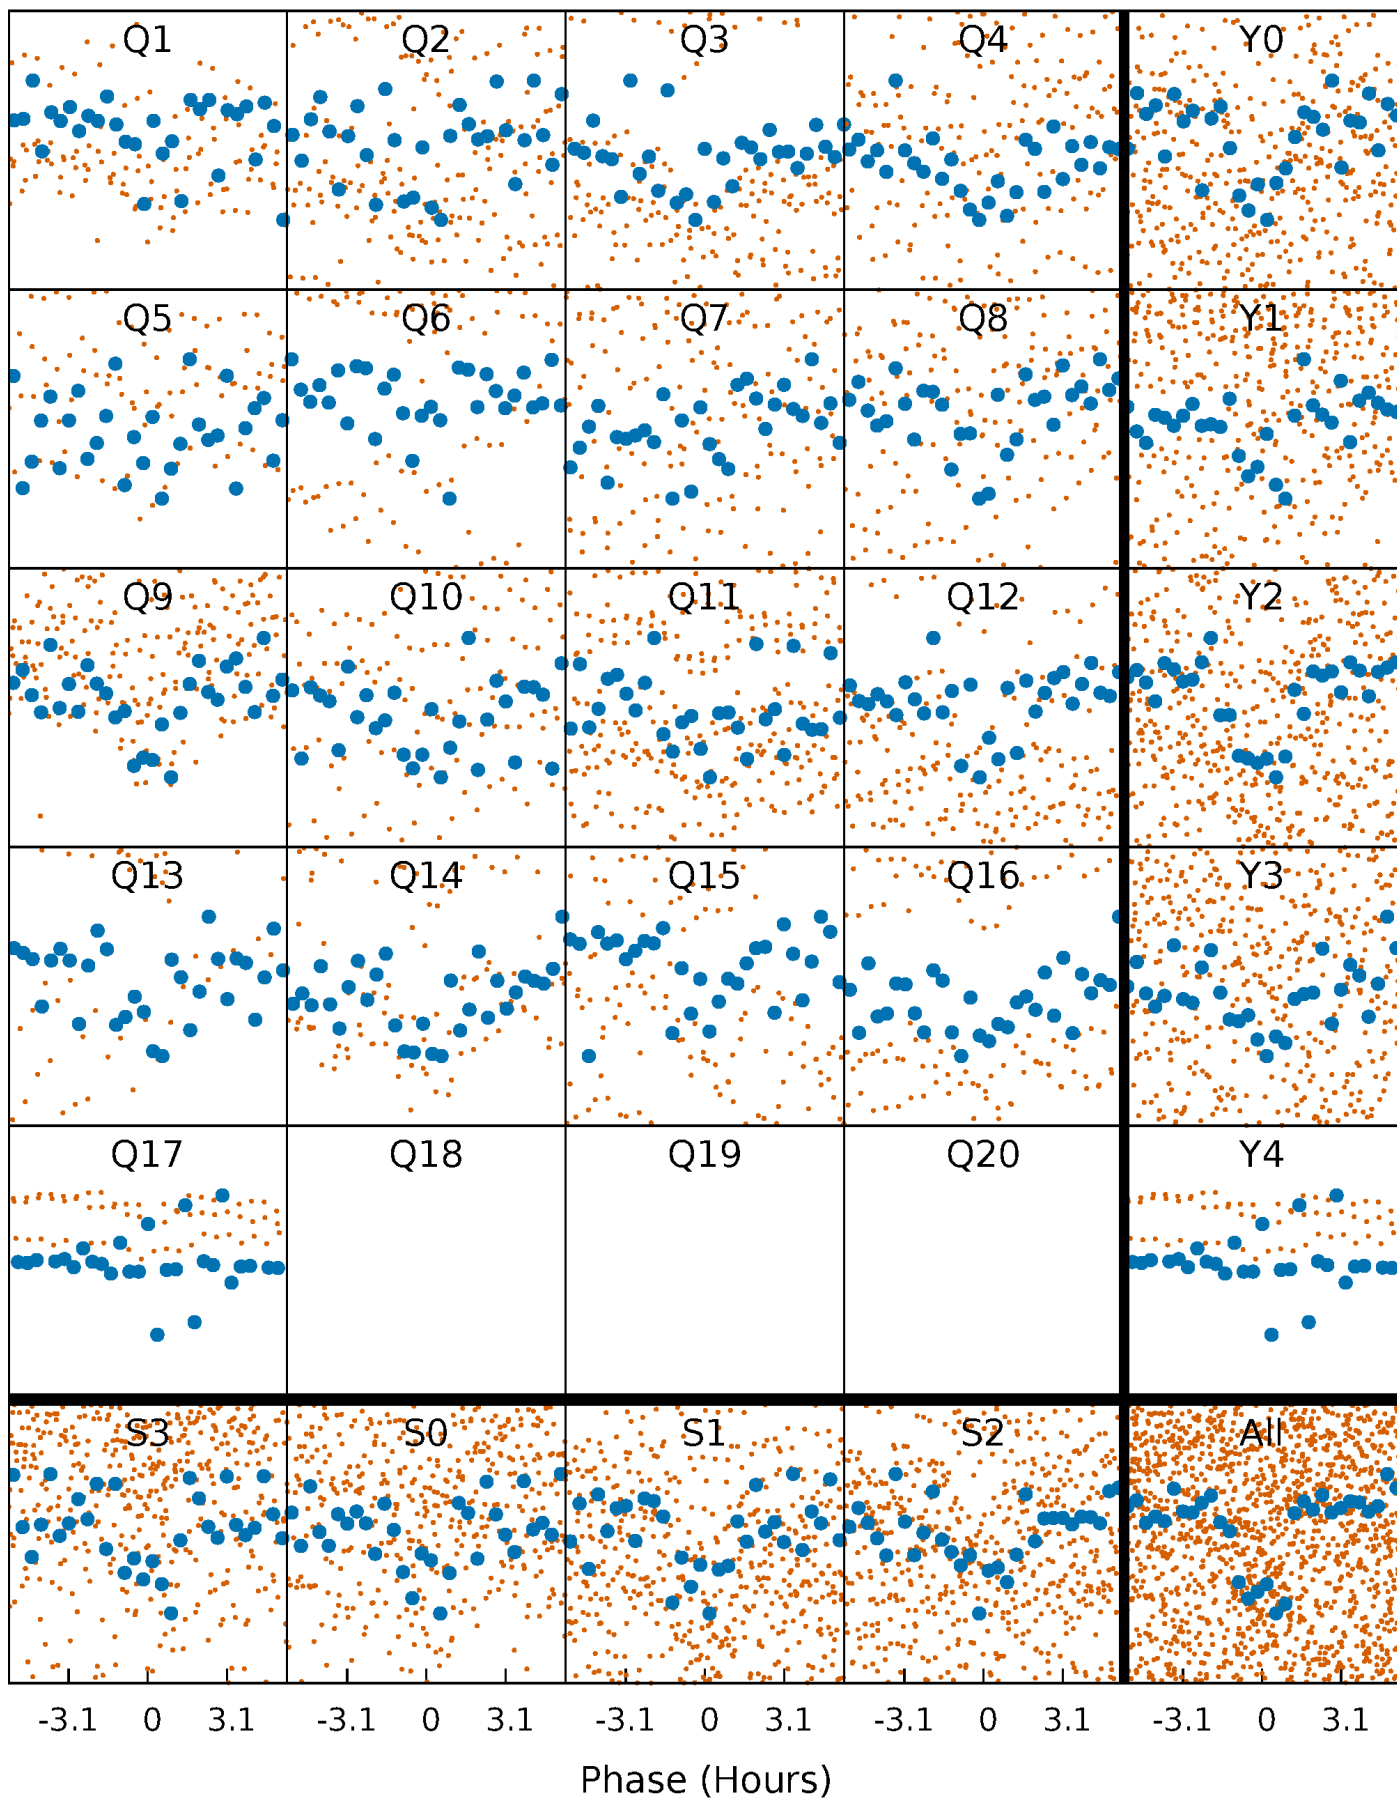 Q1 Q2 Q3 Q4 Y0
Q5 Q6 Q7 Q8 Y1
Q9 Q10 Q11 Q12 Y2
Q13 Q14 Q15 Q16 Y3
Q17 Q18 Q19 Q20 Y4
S3 S0 S1 S2 All
-3.1 0 3.1 -3.1 0 3.1 -3.1 0 3.1 -3.1 0 3.1 -3.1 0 3.1
Phase (Hours)